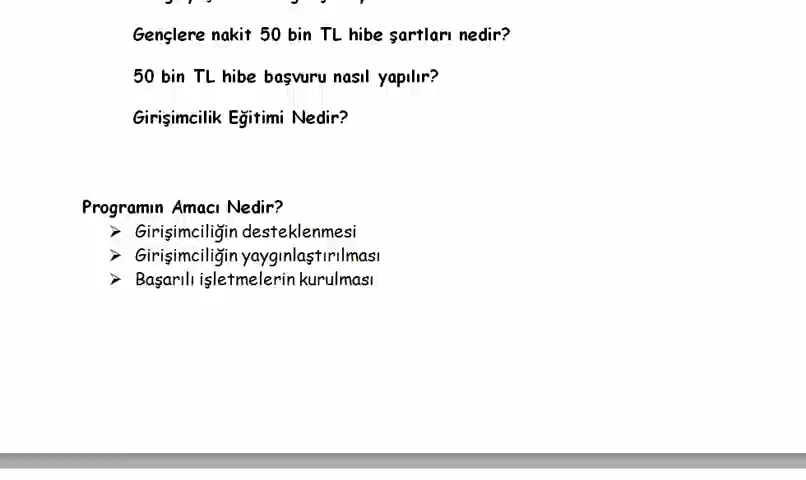 Gençlere nakit 50 bin TL hibe şartları nedir?
50 bin TL hibe başvuru nasıl yapılır?
Girişimcilik Eğitimi Nedir?
Programın Amacı Nedir?
➢ Girişimciliğin desteklenmesi
➢ Girişimciliğin yaygınlaştırılması
➢ Başarılı işletmelerin kurulması